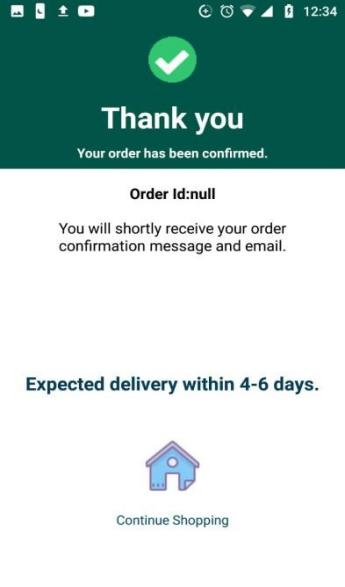 12:34
Thank you
Your order has been confirmed.
Order Id:null
You will shortly receive your order
confirmation message and email.
Expected delivery within 4-6 days.
Continue Shopping